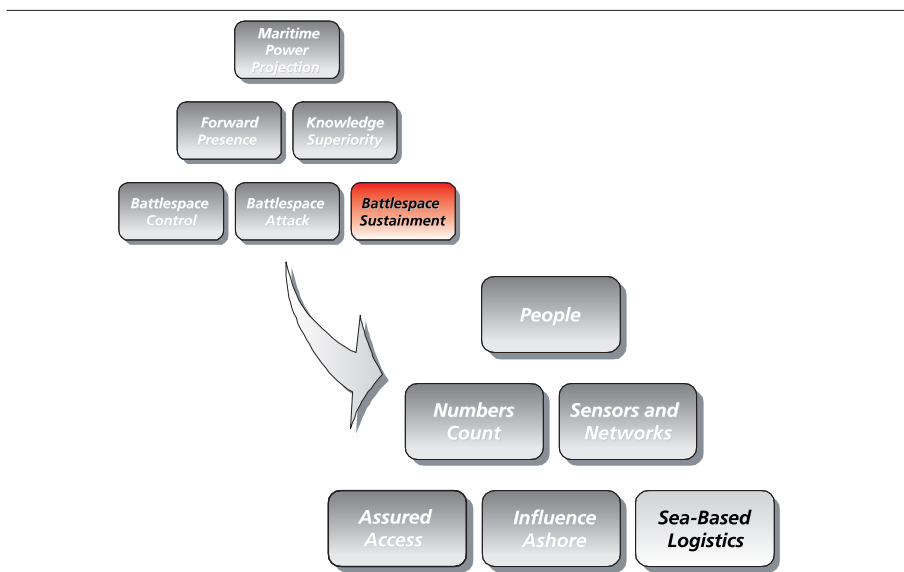 Maritime
Power
Projection
Forward
Presence
Knowledge
Superiority
Battlespace
Control
Battlespace
Attack
Battlespace
Sustainment
People
Numbers
Count
Sensors and
Networks
Assured
Access
Influence
Ashore
Sea-Based
Logistics